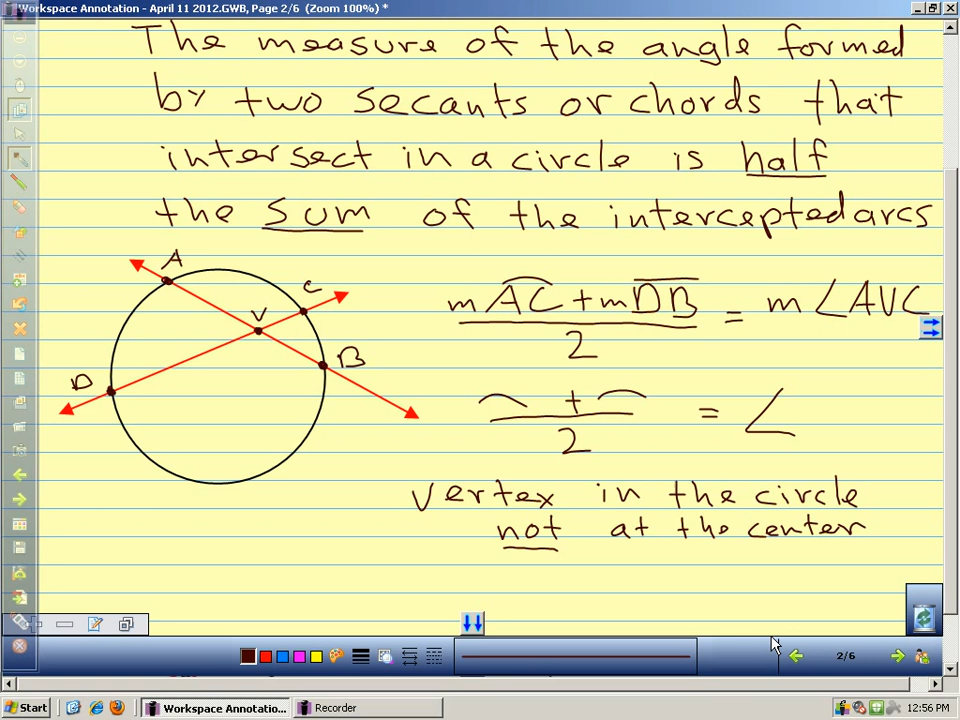 Workspace Annotation - April 11 2012.GWB, Page 2/6 (Zoom 100%) *
The measure of the angle formed
by two secants or chords that
intersect in a circle is half
the sum of the intercepted arcs
A
C
V
B
D
mAC + mDB
2
= m∠AVC
+
2
= ∠
vertex in the circle
not at the center
2/6
Start
Workspace Annotatio...
Recorder
12:56 PM